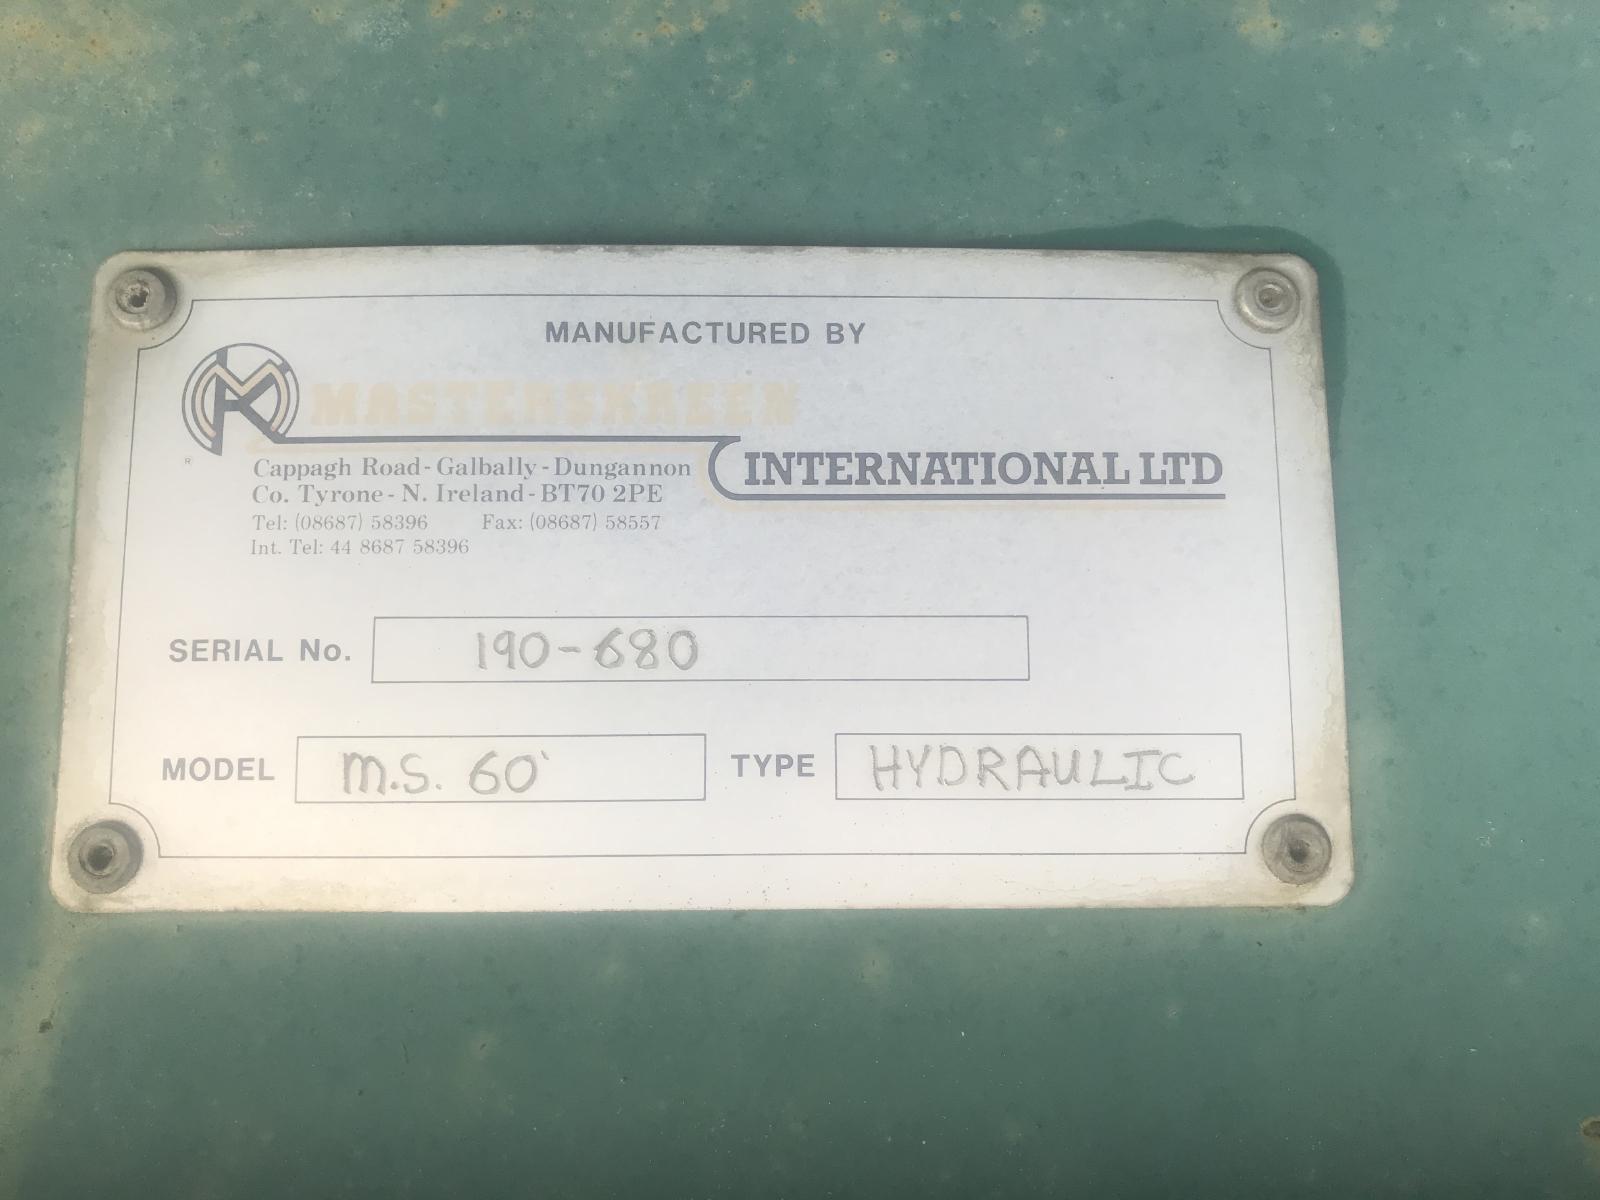 MANUFACTURED BY
MK MASTERSKREEN
R
INTERNATIONAL LTD
Cappagh Road - Galbally - Dungannon
Co. Tyrone - N. Ireland - BT70 2PE
Tel: (08687) 58396 Fax: (08687) 58557
Int. Tel: 44 8687 58396
SERIAL No. 190-680
MODEL M.S. 60' TYPE HYDRAULIC